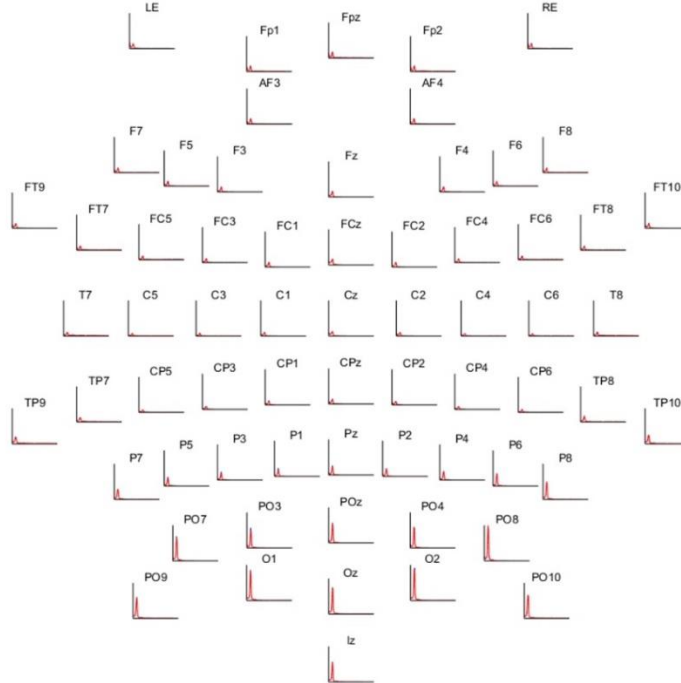 LE Fp1 Fpz Fp2 RE
AF3 AF4
F7 F5 F3 Fz F4 F6 F8
FT9 FT7 FC5 FC3 FC1 FCz FC2 FC4 FC6 FT8 FT10
T7 C5 C3 C1 Cz C2 C4 C6 T8
TP9 TP7 CP5 CP3 CP1 CPz CP2 CP4 CP6 TP8 TP10
P7 P5 P3 P1 Pz P2 P4 P6 P8
PO7 PO3 POz PO4 PO8
PO9 O1 Oz O2 PO10
Iz